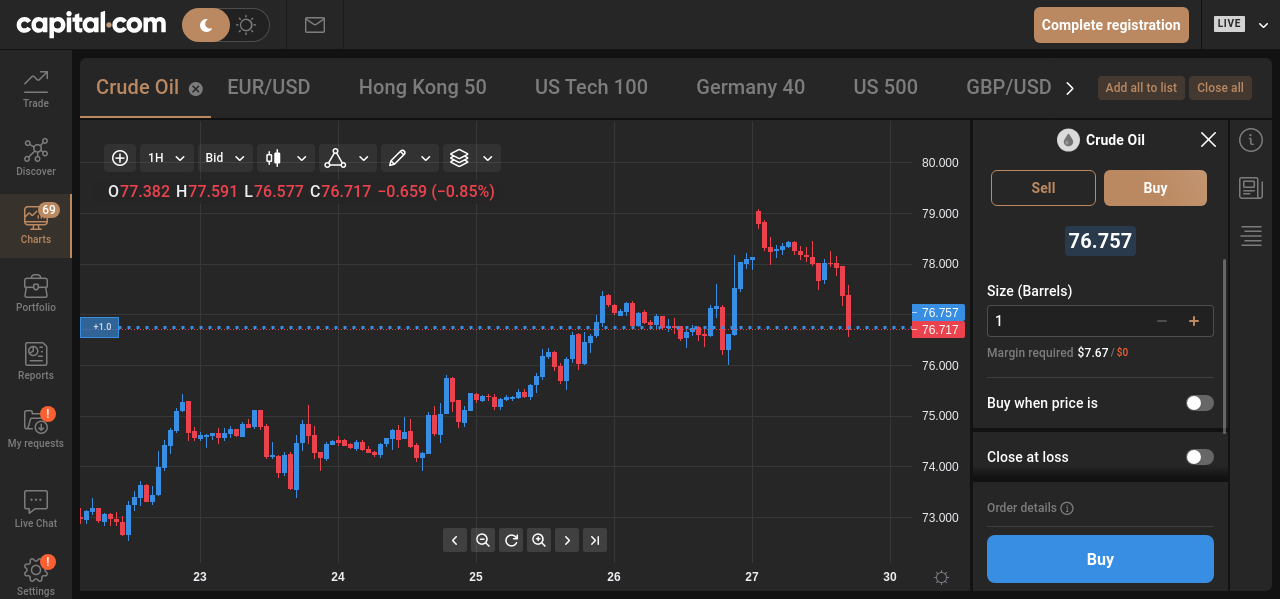 capital.com
Complete registration
LIVE
Trade
Discover
69
Charts
Portfolio
Reports
!
My requests
Live Chat
!
Settings
Crude Oil EUR/USD Hong Kong 50 US Tech 100 Germany 40 US 500 GBP/USD
Add all to list Close all
1H Bid
O77.382 H77.591 L76.577 C76.717 −0.659 (−0.85%)
80.000
79.000
78.000
76.757
76.717
76.000
75.000
74.000
73.000
+1.0
23 24 25 26 27 30
Crude Oil
Sell Buy
76.757
Size (Barrels)
1 − +
Margin required $7.67 / $0
Buy when price is
Close at loss
Order details
Buy